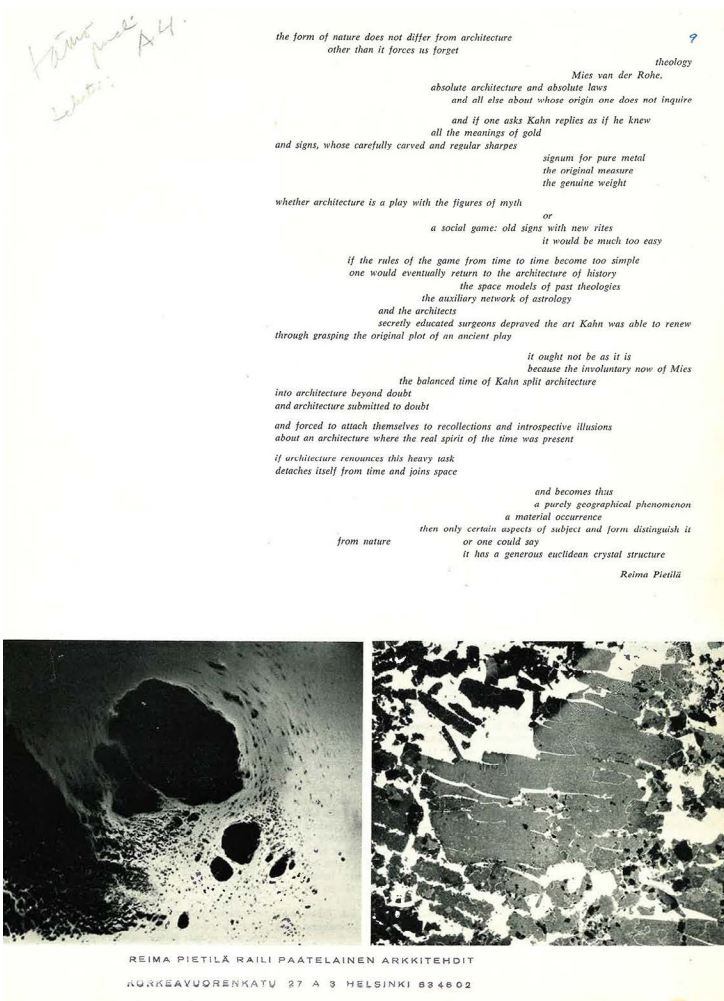 tämä puoli A4.
9
the form of nature does not differ from architecture
other than it forces us forget
theology
Mies van der Rohe.
absolute architecture and absolute laws
and all else about whose origin one does not inquire
and if one asks Kahn replies as if he knew
all the meanings of gold
and signs, whose carefully carved and regular sharpes
signum for pure metal
the original measure
the genuine weight
whether architecture is a play with the figures of myth
or
a social game: old signs with new rites
it would be much too easy
if the rules of the game from time to time become too simple
one would eventually return to the architecture of history
the space models of past theologies
the auxiliary network of astrology
and the architects
secretly educated surgeons depraved the art Kahn was able to renew
through grasping the original plot of an ancient play
it ought not be as it is
because the involuntary now of Mies
the balanced time of Kahn split architecture
into architecture beyond doubt
and architecture submitted to doubt
and forced to attach themselves to recollections and introspective illusions
about an architecture where the real spirit of the time was present
if architecture renounces this heavy task
detaches itself from time and joins space
and becomes thus
a purely geographical phenomenon
a material occurrence
then only certain aspects of subject and form distinguish it
from nature or one could say
it has a generous euclidean crystal structure
Reima Pietilä
REIMA PIETILÄ RAILI PAATELAINEN ARKKITEHDIT
KORKEAVUORENKATU 27 A 3 HELSINKI 634602